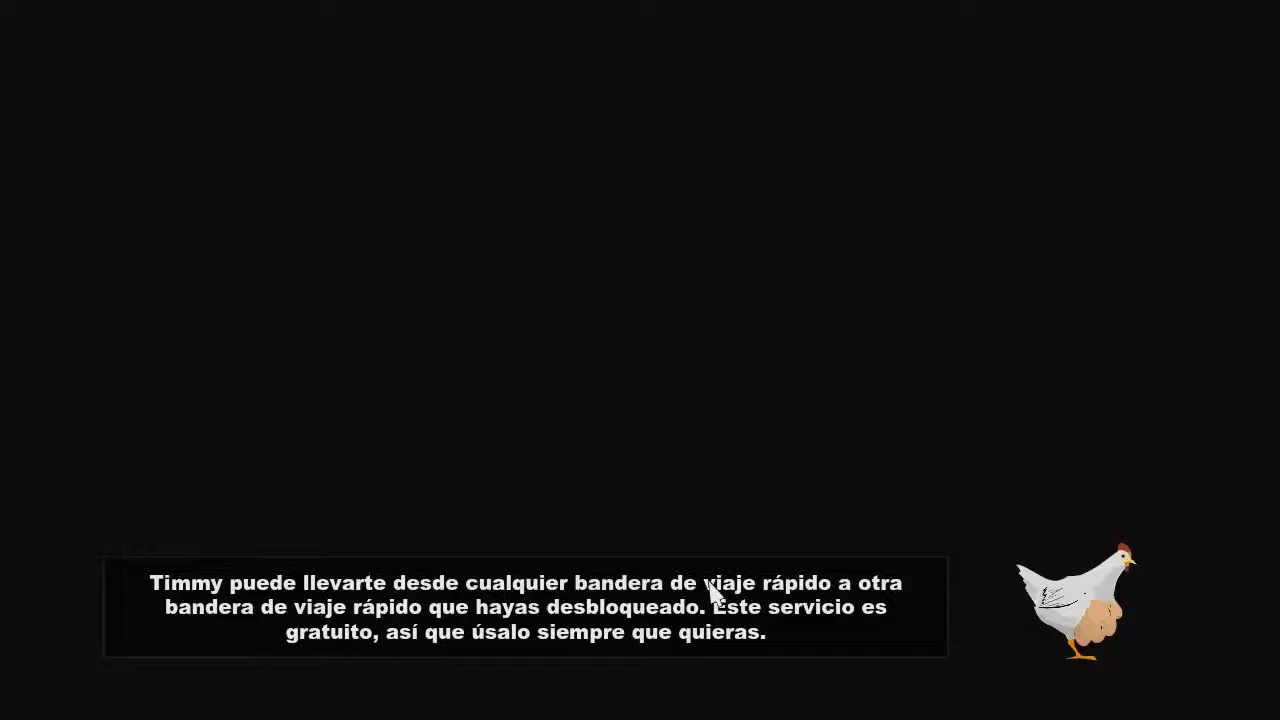 Timmy puede llevarte desde cualquier bandera de viaje rápido a otra
bandera de viaje rápido que hayas desbloqueado. Este servicio es
gratuito, así que úsalo siempre que quieras.